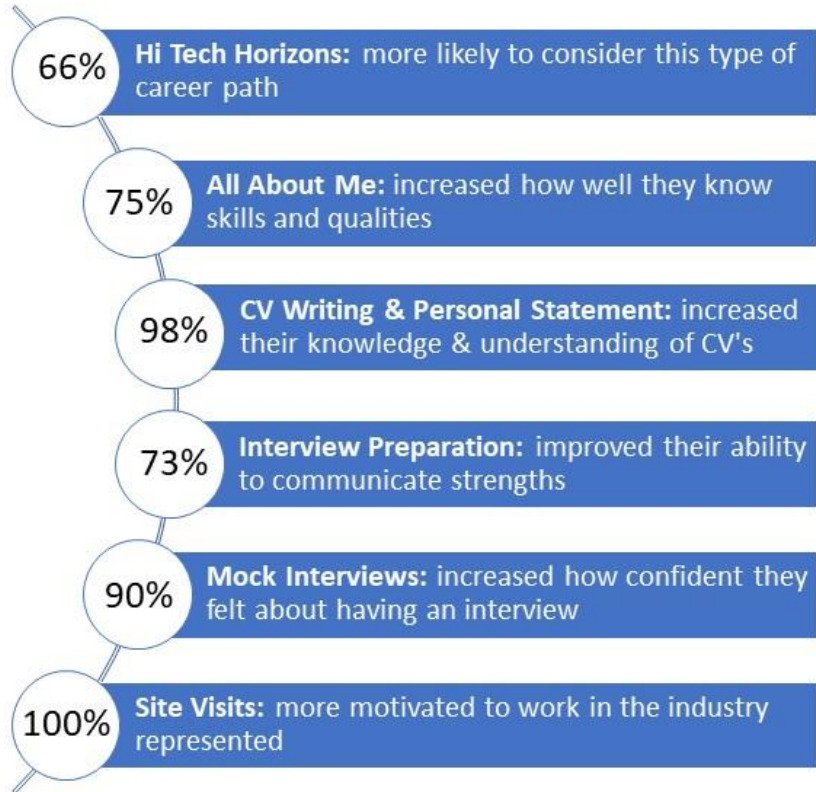 66%
Hi Tech Horizons: more likely to consider this type of
career path
75%
All About Me: increased how well they know
skills and qualities
98%
CV Writing & Personal Statement: increased
their knowledge & understanding of CV's
73%
Interview Preparation: improved their ability
to communicate strengths
90%
Mock Interviews: increased how confident they
felt about having an interview
100%
Site Visits: more motivated to work in the industry
represented